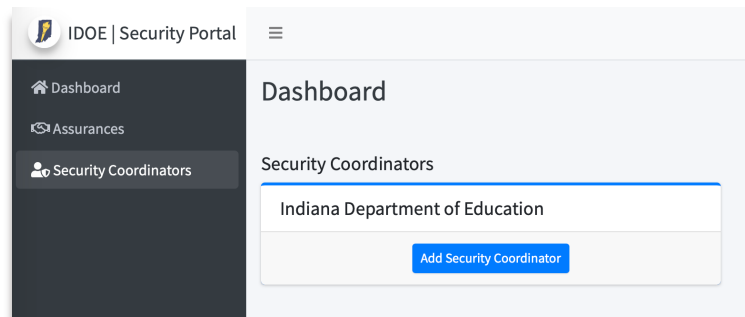 IDOE | Security Portal
Dashboard
Assurances
Security Coordinators
Dashboard
Security Coordinators
Indiana Department of Education
Add Security Coordinator